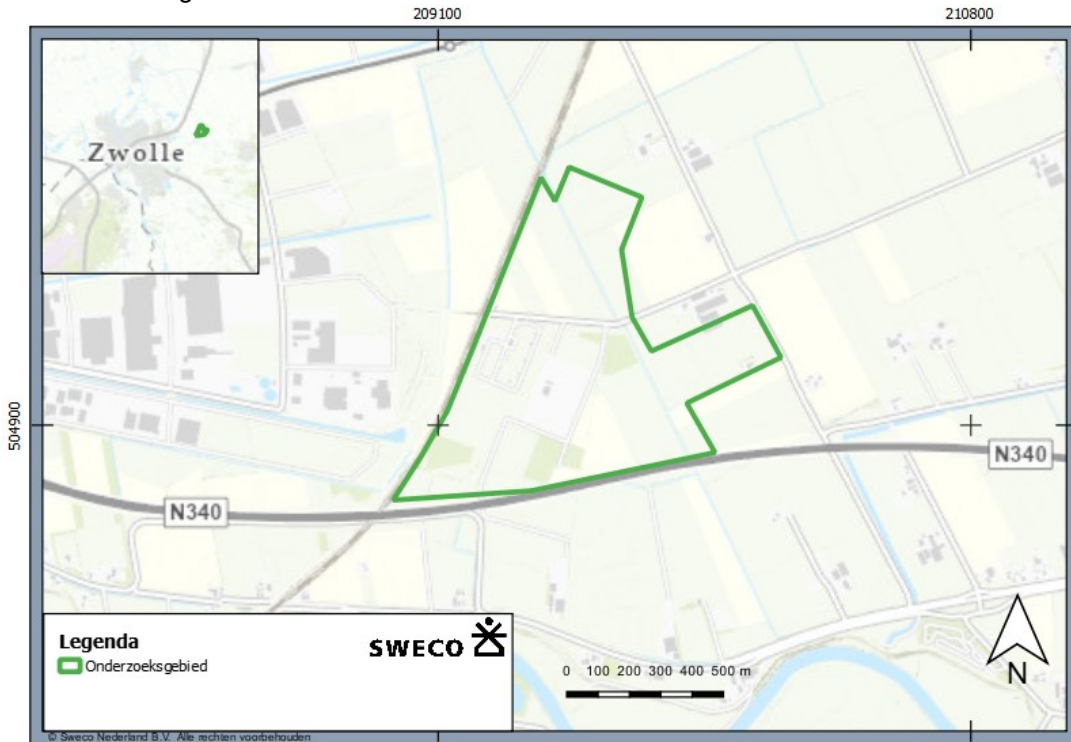 209100 210800
Zwolle
504900
N340
N340
Legenda
Onderzoeksgebied
SWECO
0 100 200 300 400 500 m
N
© Sweco Nederland B.V. Alle rechten voorbehouden